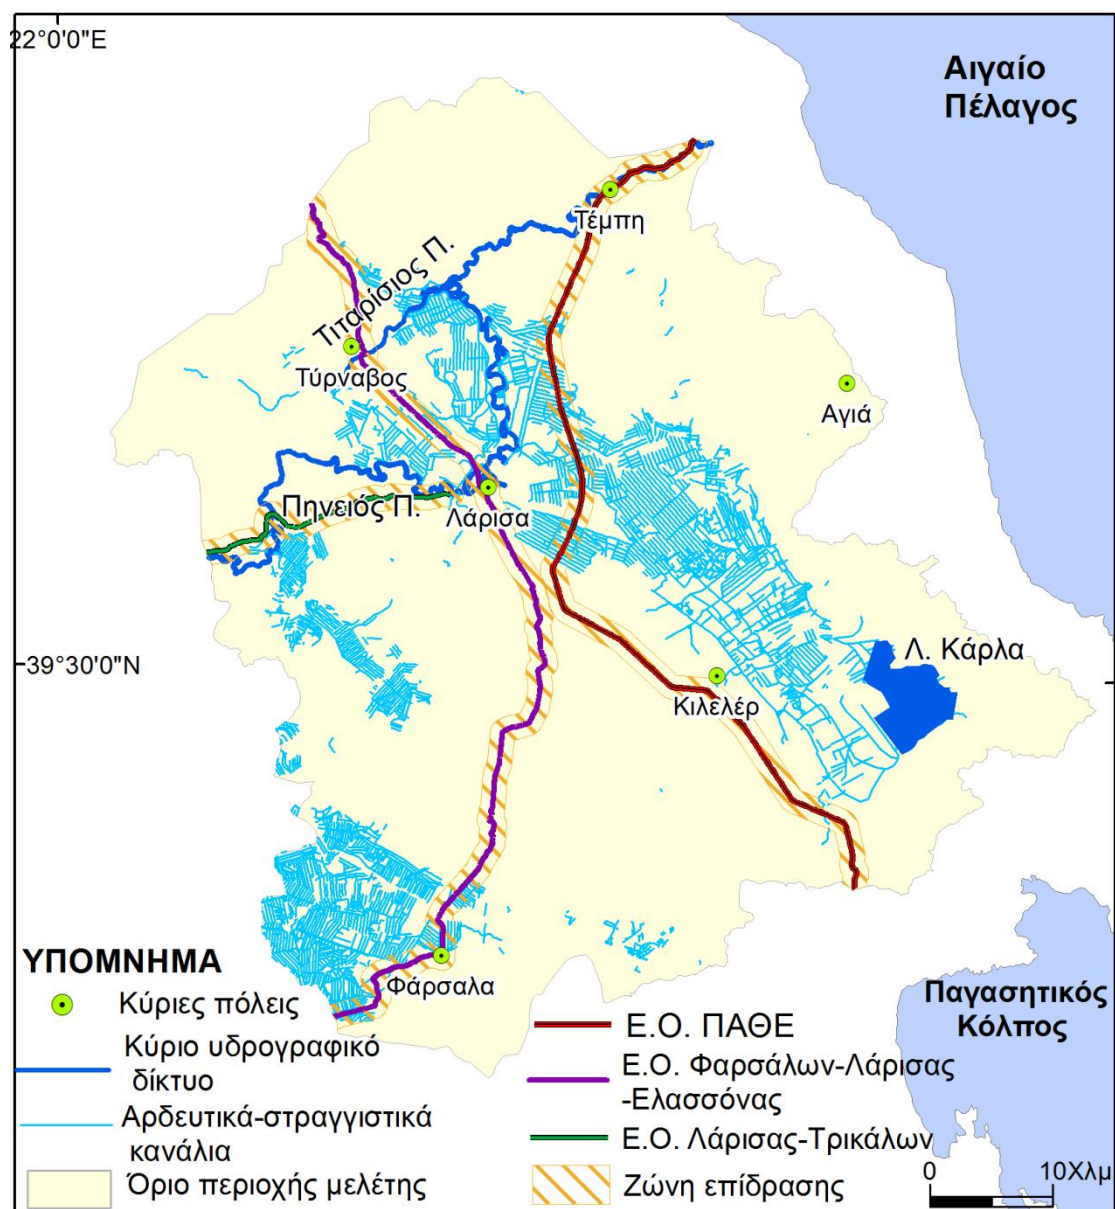 22°0'0"E
Αιγαίο
Πέλαγος
Τέμπη
Τιταρίσιος Π.
Τύρναβος
Αγιά
Πηνειός Π.
Λάρισα
39°30'0"N
Λ. Κάρλα
Κιλελέρ
Φάρσαλα
Παγασητικός
Κόλπος
ΥΠΟΜΝΗΜΑ
Κύριες πόλεις
Κύριο υδρογραφικό
δίκτυο
Αρδευτικά-στραγγιστικά
κανάλια
Όριο περιοχής μελέτης
Ε.Ο. ΠΑΘΕ
Ε.Ο. Φαρσάλων-Λάρισας
-Ελασσόνας
Ε.Ο. Λάρισας-Τρικάλων
Ζώνη επίδρασης
0 10Χλμ